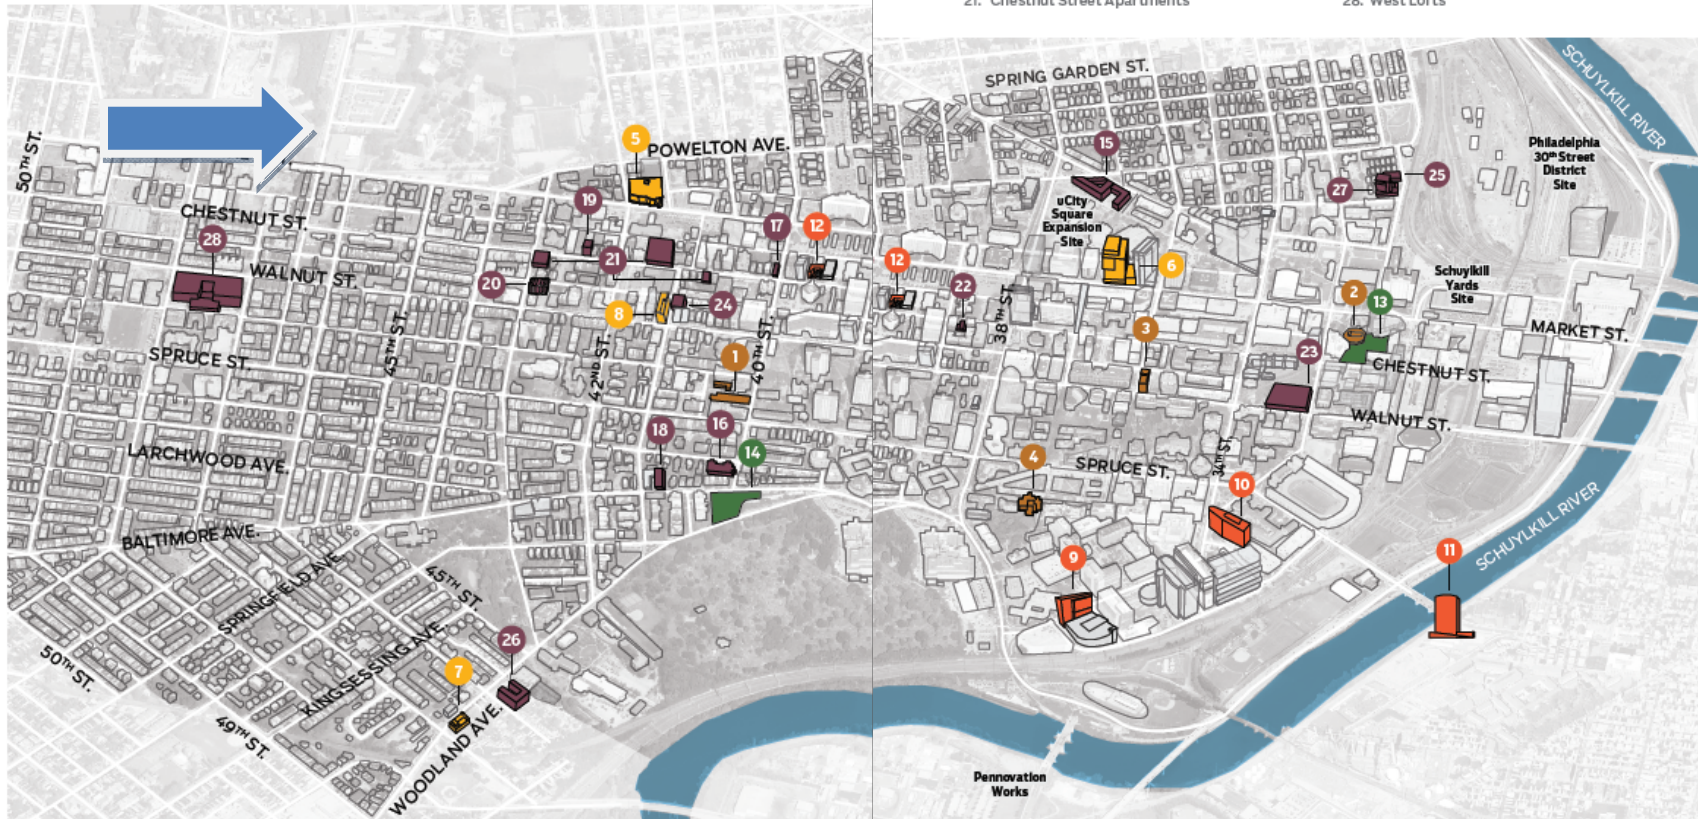 21. Chestnut Street Apartments
28. West Lofts
SPRING GARDEN ST.
SCHUYLKILL RIVER
50TH ST.
5
POWELTON AVE.
15
Philadelphia
30th Street
District
Site
25
27
19
CHESTNUT ST.
28
17
12
uCity
Square
Expansion
Site
21
WALNUT ST.
20
12
6
22
Schuylkill
Yards
Site
2
13
24
8
38TH ST.
3
MARKET ST.
45TH ST.
SPRUCE ST.
42ND ST.
1
40TH ST.
23
CHESTNUT ST.
WALNUT ST.
18
16
14
LARCHWOOD AVE.
34TH ST.
4
SPRUCE ST.
10
SCHUYLKILL RIVER
BALTIMORE AVE.
9
11
SPRINGFIELD AVE.
45TH ST.
26
50TH ST.
KINGSESSING AVE.
7
49TH ST.
WOODLAND AVE.
Pennovation
Works